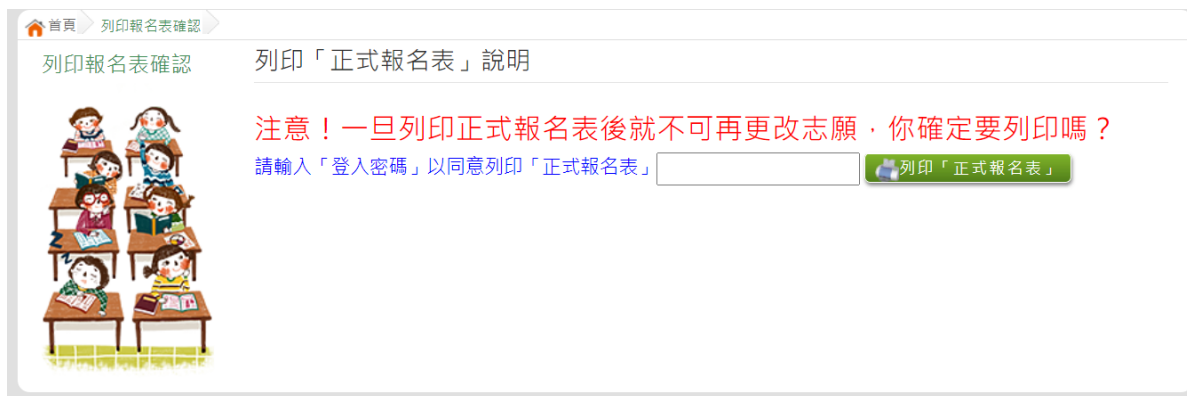 首頁 列印報名表確認
列印報名表確認
列印「正式報名表」說明
注意！一旦列印正式報名表後就不可再更改志願，你確定要列印嗎？
請輸入「登入密碼」以同意列印「正式報名表」 列印「正式報名表」